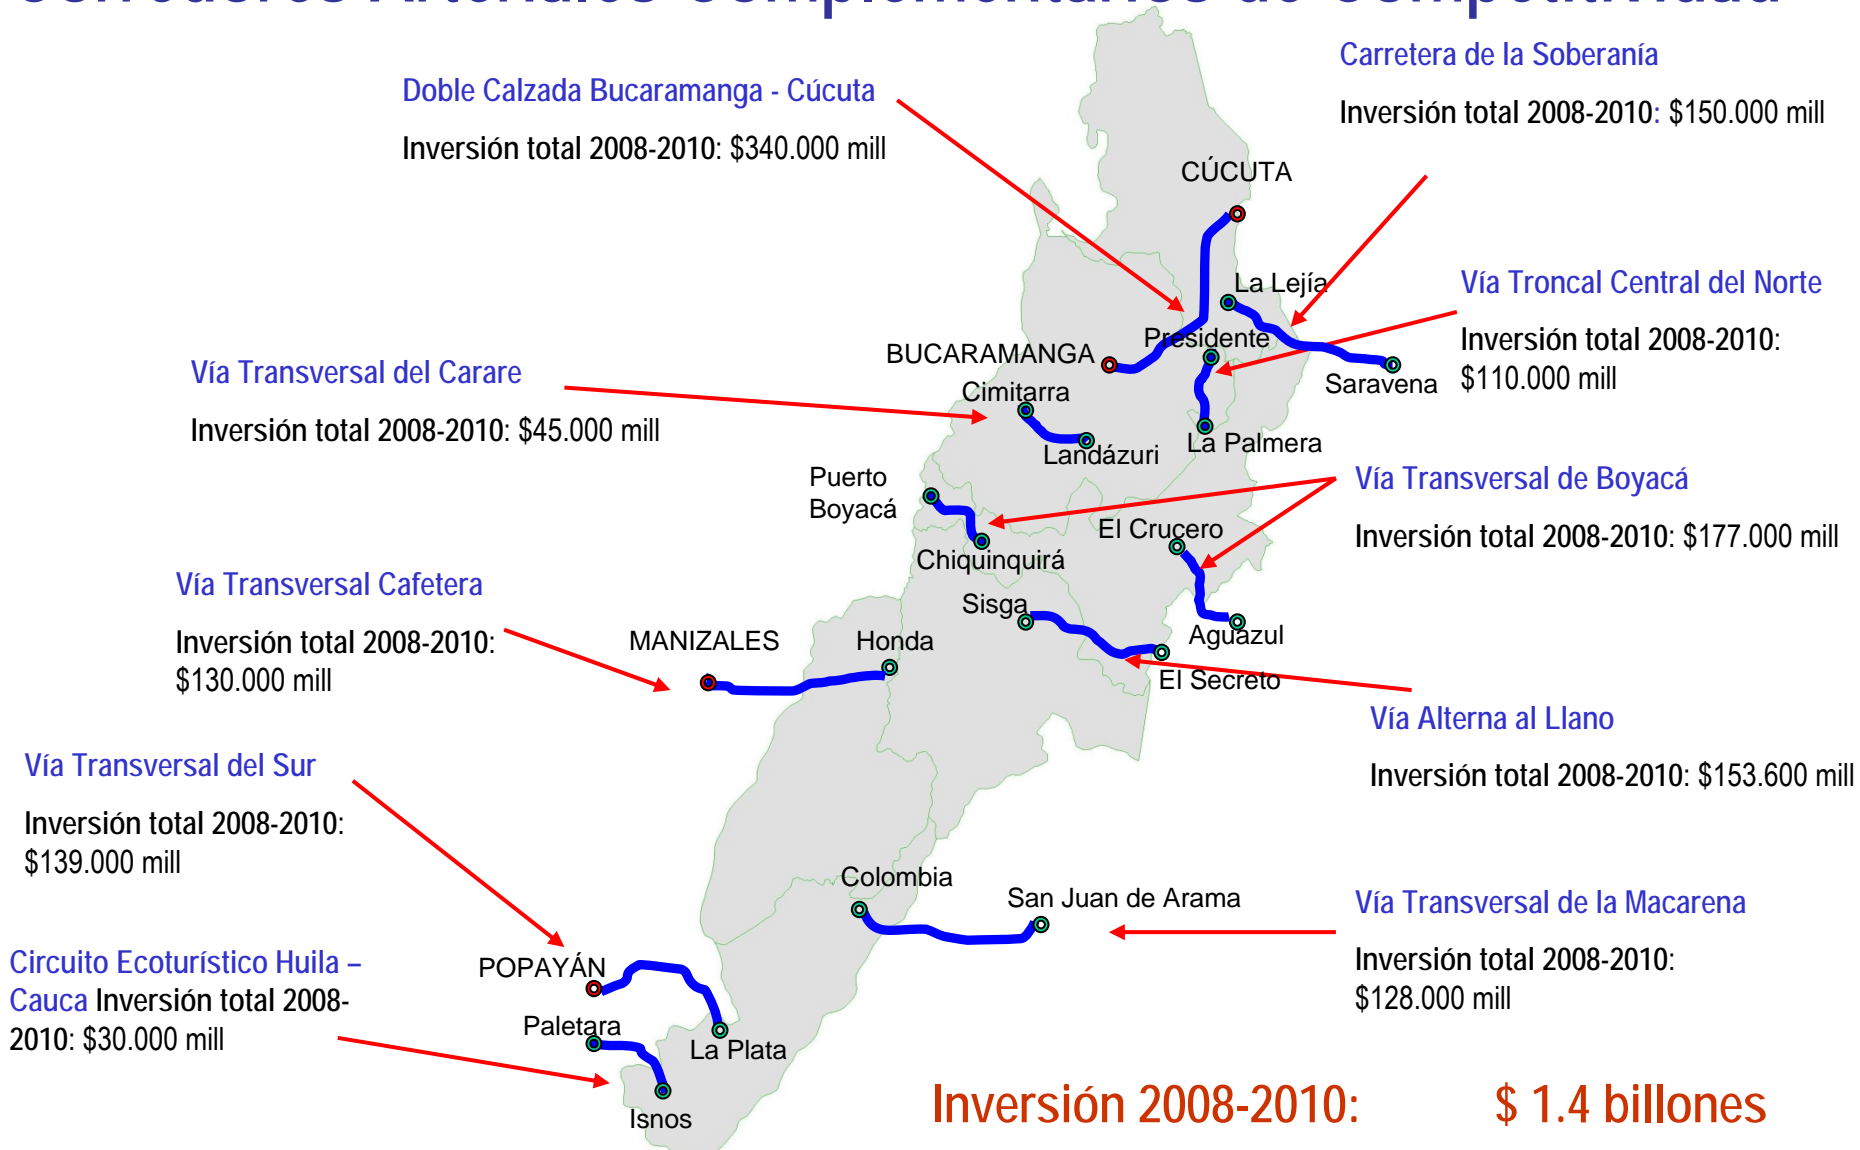 Corredores Arteriales Complementarios de Competitividad
Doble Calzada Bucaramanga - Cúcuta
Inversión total 2008-2010: $340.000 mill
Carretera de la Soberanía
Inversión total 2008-2010: $150.000 mill
CÚCUTA
La Lejía
Vía Troncal Central del Norte
Inversión total 2008-2010:
$110.000 mill
Presidente
BUCARAMANGA
Saravena
Vía Transversal del Carare
Inversión total 2008-2010: $45.000 mill
Cimitarra
Landázuri
La Palmera
Puerto
Boyacá
Vía Transversal de Boyacá
Inversión total 2008-2010: $177.000 mill
El Crucero
Chiquinquirá
Vía Transversal Cafetera
Inversión total 2008-2010:
$130.000 mill
Sisga
Aguazul
MANIZALES
Honda
El Secreto
Vía Alterna al Llano
Inversión total 2008-2010: $153.600 mill
Vía Transversal del Sur
Inversión total 2008-2010:
$139.000 mill
Colombia
San Juan de Arama
Vía Transversal de la Macarena
Inversión total 2008-2010:
$128.000 mill
Circuito Ecoturístico Huila –
Cauca Inversión total 2008-
2010: $30.000 mill
POPAYÁN
Paletara
La Plata
Isnos
Inversión 2008-2010: $ 1.4 billones